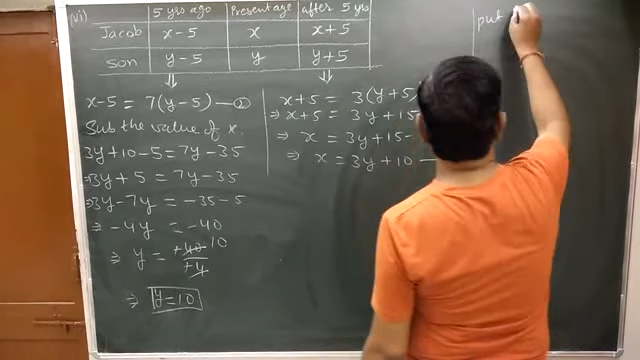 (vi) 5 yrs ago Present age after 5 yrs
Jacob x-5 x x+5
son y-5 y y+5
⇓ ⇓
x-5 = 7(y-5) —②
Sub the value of x.
3y+10-5 = 7y-35
⇒3y+5 = 7y-35
⇒3y-7y = -35-5
⇒ -4y = -40
⇒ y = +40 10
+4
⇒ y=10
x+5 = 3(y+5)
⇒ x+5 = 3y+15
⇒ x = 3y+15-
⇒ x = 3y+10 —
put